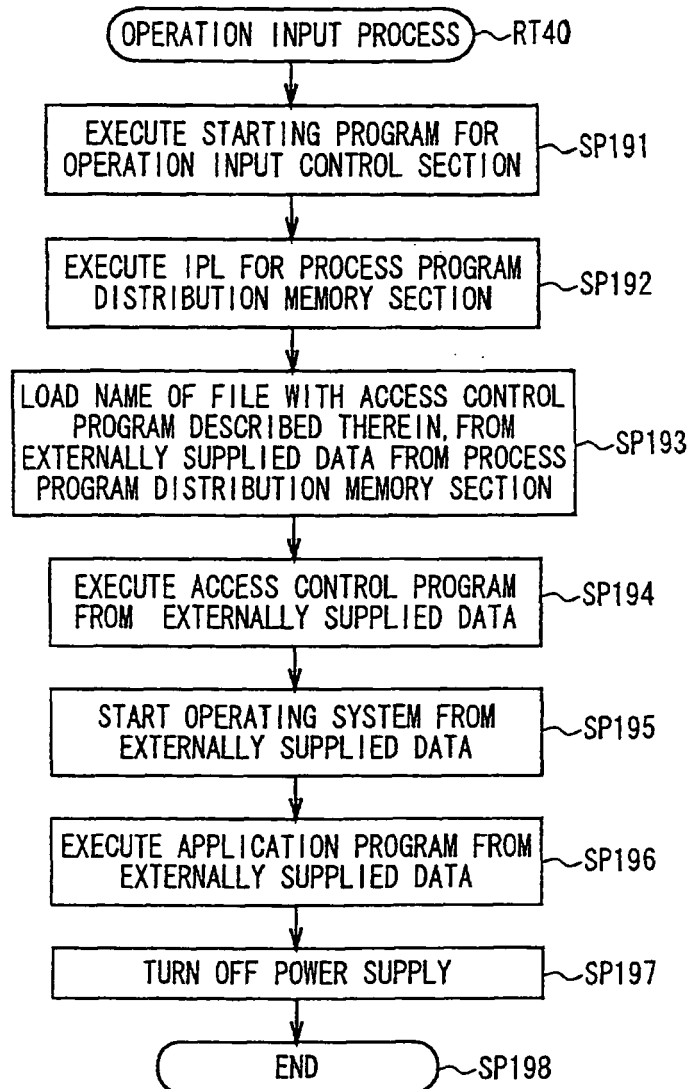 OPERATION INPUT PROCESS RT40
EXECUTE STARTING PROGRAM FOR
OPERATION INPUT CONTROL SECTION
SP191
EXECUTE IPL FOR PROCESS PROGRAM
DISTRIBUTION MEMORY SECTION
SP192
LOAD NAME OF FILE WITH ACCESS CONTROL
PROGRAM DESCRIBED THEREIN, FROM
EXTERNALLY SUPPLIED DATA FROM PROCESS
PROGRAM DISTRIBUTION MEMORY SECTION
SP193
EXECUTE ACCESS CONTROL PROGRAM
FROM EXTERNALLY SUPPLIED DATA
SP194
START OPERATING SYSTEM FROM
EXTERNALLY SUPPLIED DATA
SP195
EXECUTE APPLICATION PROGRAM FROM
EXTERNALLY SUPPLIED DATA
SP196
TURN OFF POWER SUPPLY SP197
END SP198